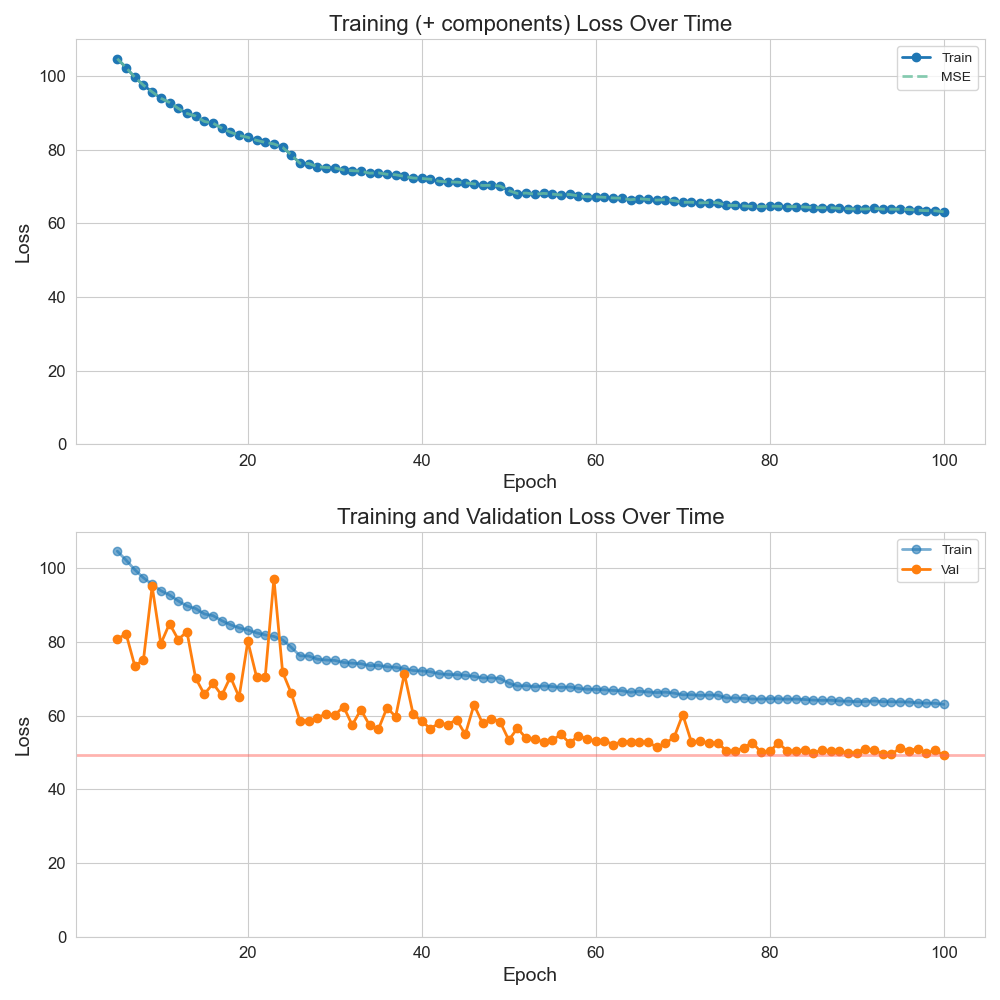 Training (+ components) Loss Over Time
Train
MSE
100
80
60
40
20
0
Loss
20 40 60 80 100
Epoch
Training and Validation Loss Over Time
Train
Val
100
80
60
40
20
0
Loss
20 40 60 80 100
Epoch